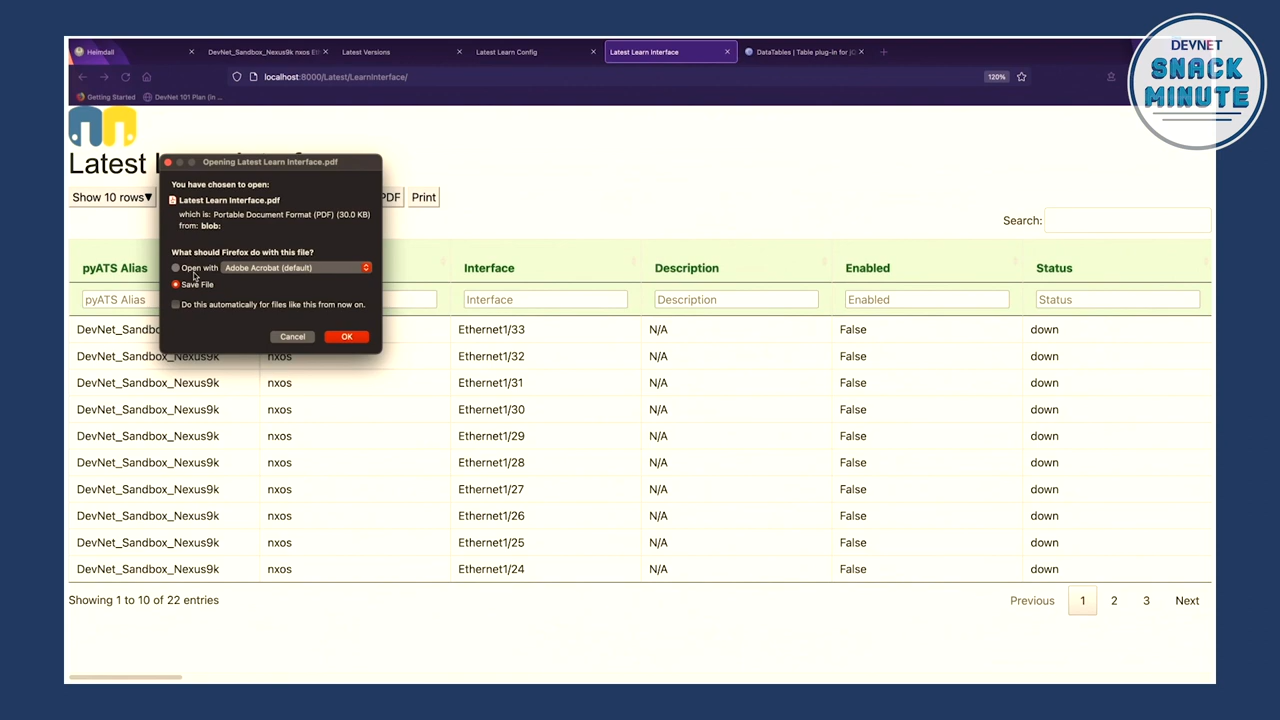 DEVNET
SNACK
MINUTE
Heimdall
DevNet_Sandbox_Nexus9k nxos Et
Latest Versions
Latest Learn Config
Latest Learn Interface
DataTables | Table plug-in for jQ
localhost:8000/Latest/LearnInterface/
120%
Getting Started
DevNet 101 Plan (in ...
Latest
Opening Latest Learn Interface.pdf
You have chosen to open:
Latest Learn Interface.pdf
which is: Portable Document Format (PDF) (30.0 KB)
from: blob:
What should Firefox do with this file?
Open with Adobe Acrobat (default)
Save File
Do this automatically for files like this from now on.
Cancel OK
Show 10 rows▼ PDF Print
Search:
pyATS Alias Interface Description Enabled Status
pyATS Alias Interface Description Enabled Status
DevNet_Sandbo Ethernet1/33 N/A False down
DevNet_Sandbox_Nexus9k nxos Ethernet1/32 N/A False down
DevNet_Sandbox_Nexus9k nxos Ethernet1/31 N/A False down
DevNet_Sandbox_Nexus9k nxos Ethernet1/30 N/A False down
DevNet_Sandbox_Nexus9k nxos Ethernet1/29 N/A False down
DevNet_Sandbox_Nexus9k nxos Ethernet1/28 N/A False down
DevNet_Sandbox_Nexus9k nxos Ethernet1/27 N/A False down
DevNet_Sandbox_Nexus9k nxos Ethernet1/26 N/A False down
DevNet_Sandbox_Nexus9k nxos Ethernet1/25 N/A False down
DevNet_Sandbox_Nexus9k nxos Ethernet1/24 N/A False down
Showing 1 to 10 of 22 entries
Previous 1 2 3 Next